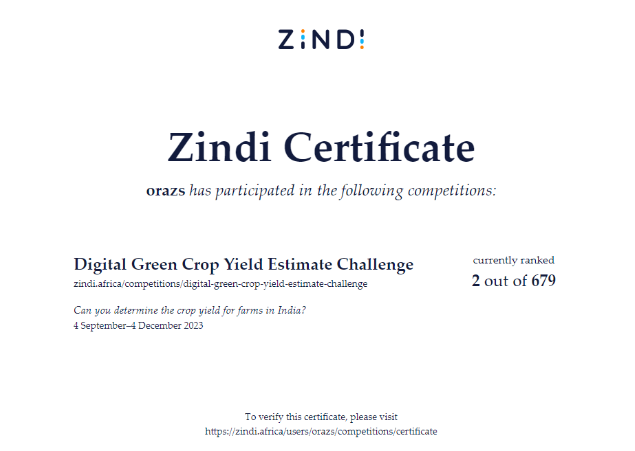 ZINDI
Zindi Certificate
orazs has participated in the following competitions:
Digital Green Crop Yield Estimate Challenge
zindi.africa/competitions/digital-green-crop-yield-estimate-challenge
Can you determine the crop yield for farms in India?
4 September–4 December 2023
currently ranked
2 out of 679
To verify this certificate, please visit
https://zindi.africa/users/orazs/competitions/certificate